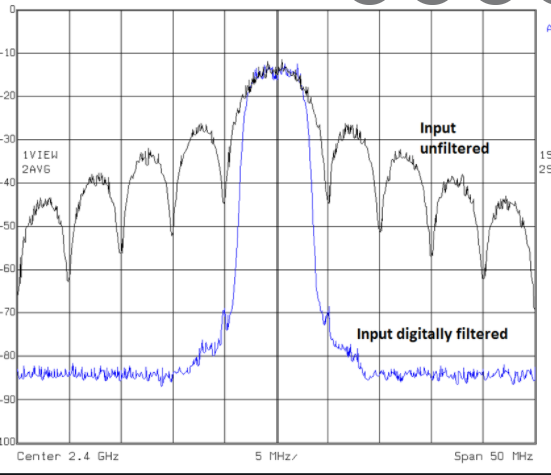 0
-10
-20
-30
-40
-50
-60
-70
-80
-90
100
Input
unfiltered
1VIEW
2AVG
Input digitally filtered
Center 2.4 GHz
5 MHz/
Span 50 MHz